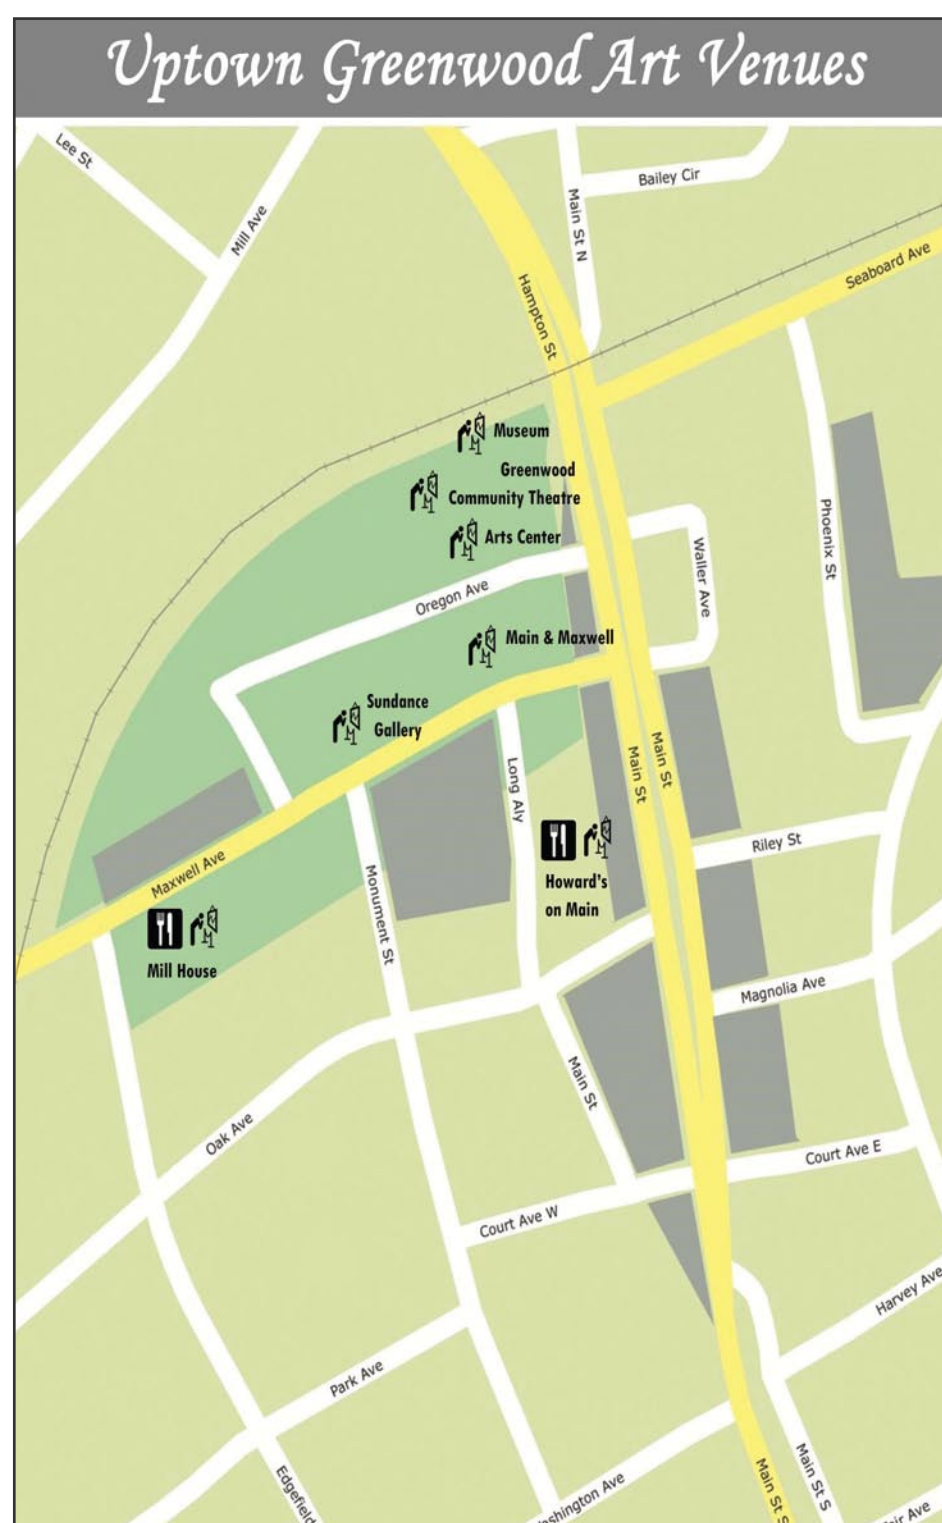 Uptown Greenwood Art Venues
Lee St
Mill Ave
Main St N
Bailey Cir
Seaboard Ave
Hampton St
Museum
Greenwood
Community Theatre
Arts Center
Phoenix St
Waller Ave
Oregon Ave
Main & Maxwell
Sundance
Gallery
Main St
Main St
Long Aly
Riley St
Maxwell Ave
Monument St
Howard's
on Main
Mill House
Magnolia Ave
Main St
Oak Ave
Court Ave E
Court Ave W
Harvey Ave
Park Ave
Edgefield
Main St S
Main St S
Ave
Ave